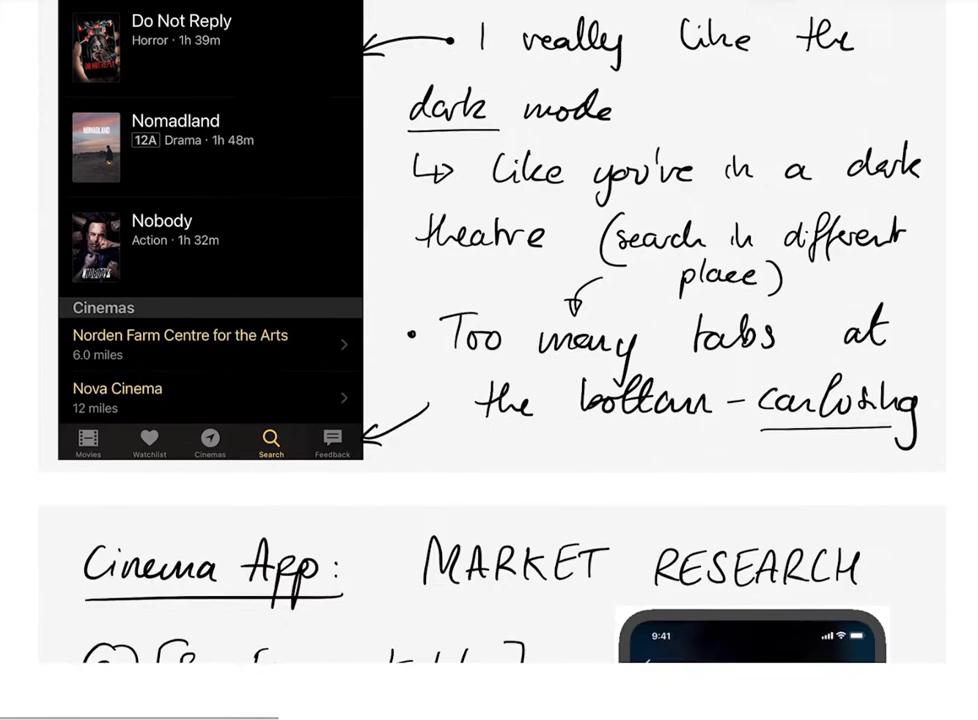 Do Not Reply
Horror · 1h 39m
Nomadland
12A Drama · 1h 48m
Nobody
Action · 1h 32m
Cinemas
Norden Farm Centre for the Arts
6.0 miles
Nova Cinema
12 miles
Movies Watchlist Cinemas Search Feedback
• I really like the
dark mode
↳ like you've in a dark
theatre (search in different
place)
• Too many tabs at
the bottom - confusing
Cinema App: MARKET RESEARCH
9:41